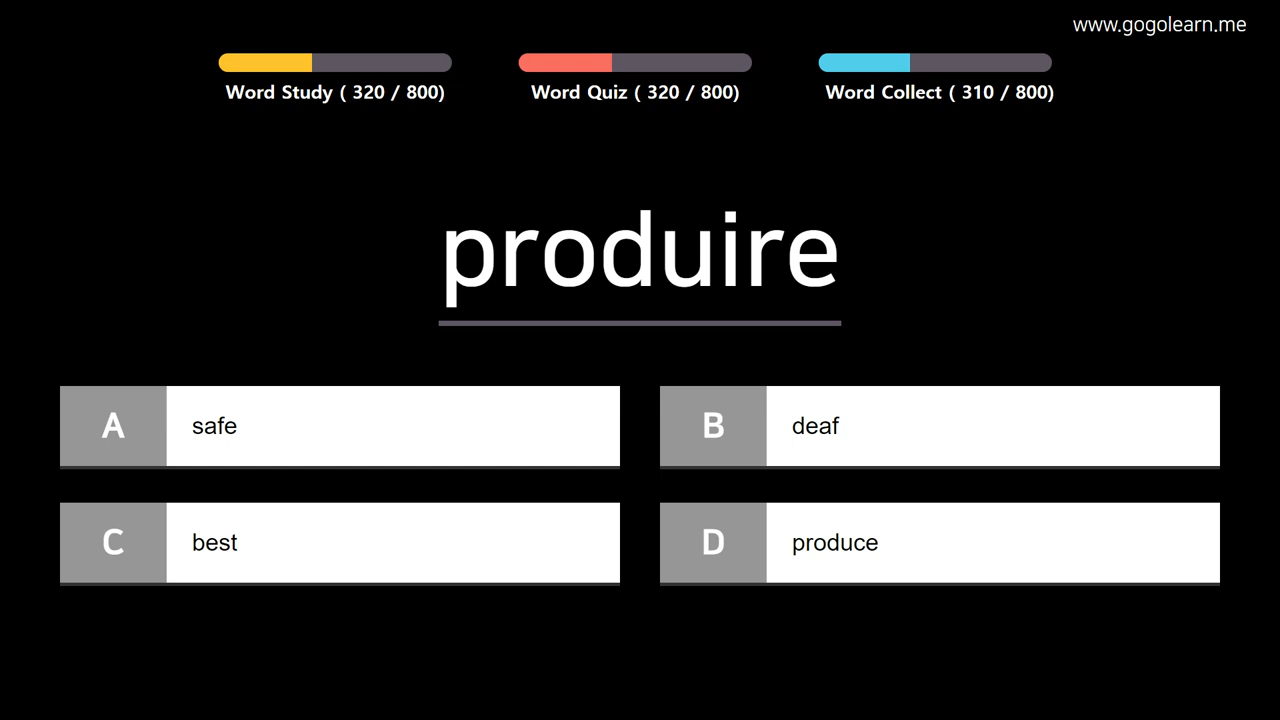 www.gogolearn.me
Word Study ( 320 / 800)
Word Quiz ( 320 / 800)
Word Collect ( 310 / 800)
produire
A safe
B deaf
C best
D produce